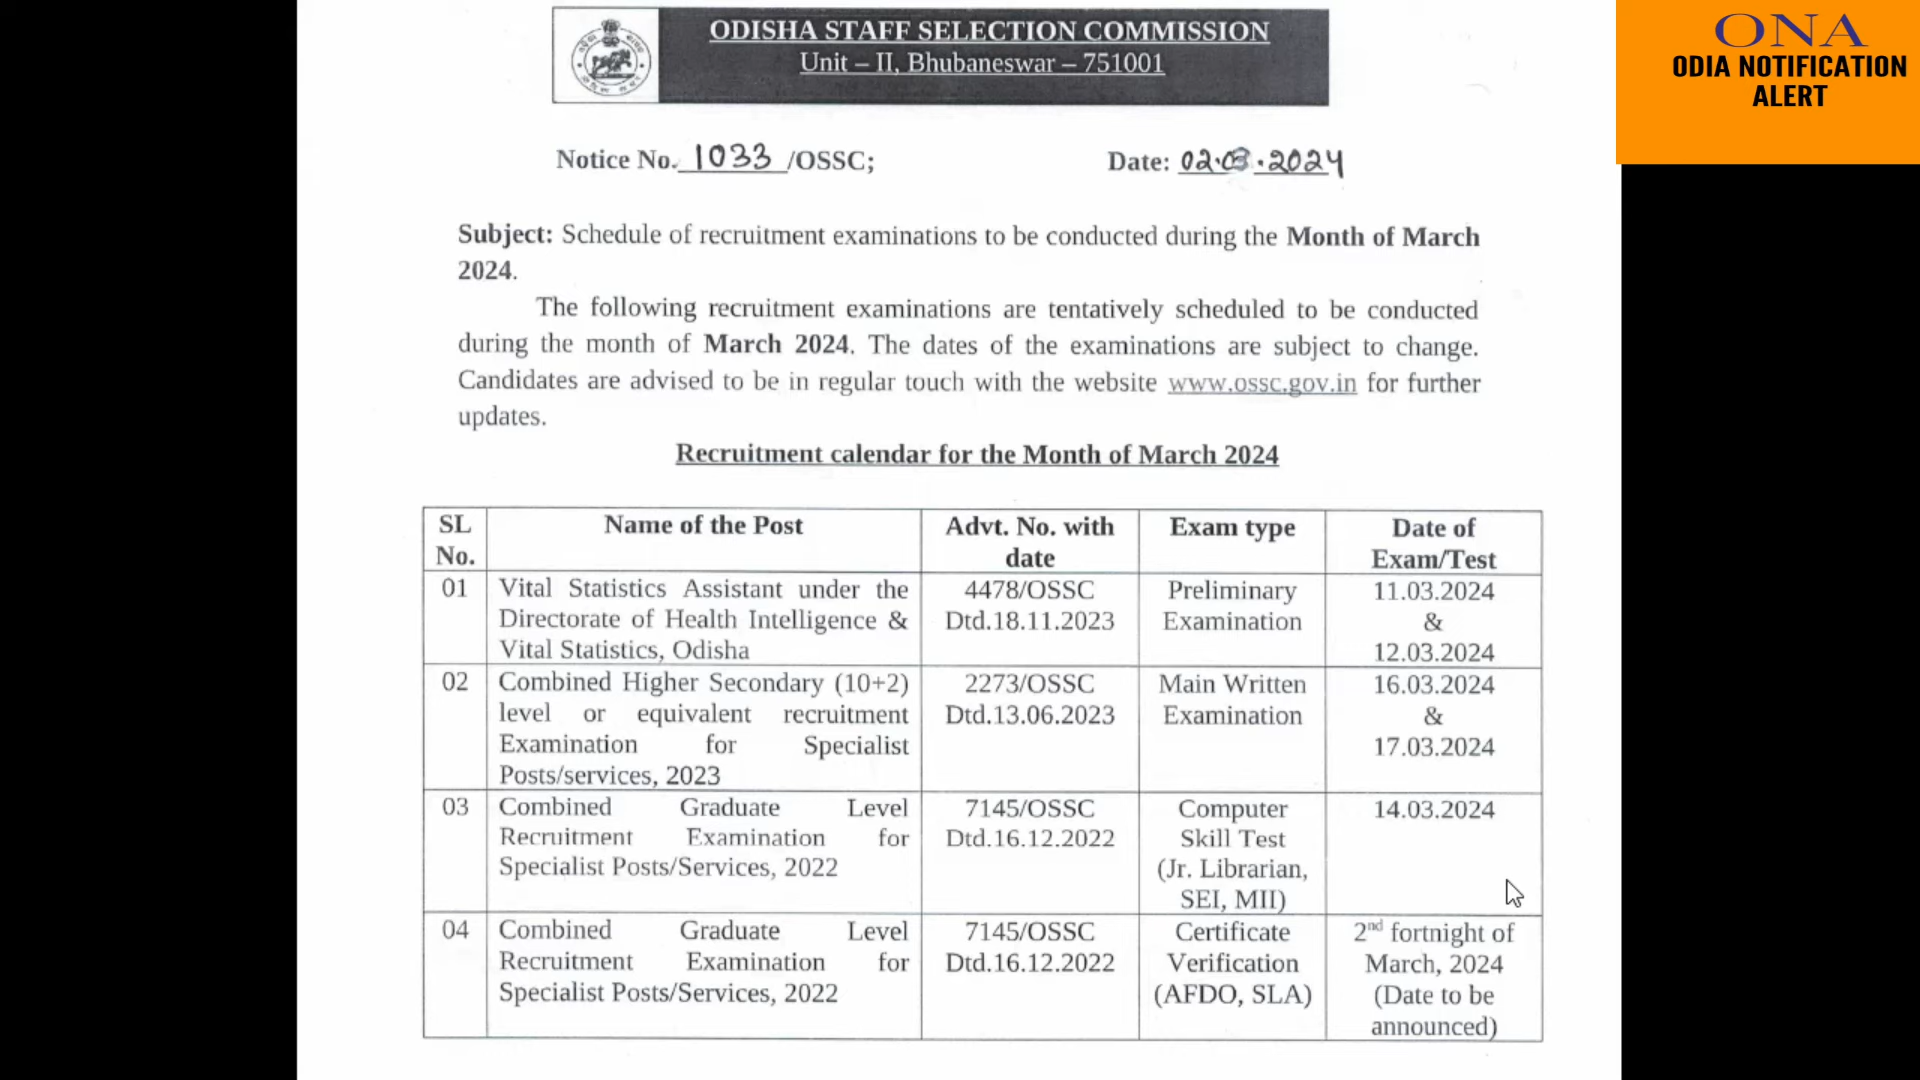 ODISHA STAFF SELECTION COMMISSION
Unit – II, Bhubaneswar – 751001
ONA
ODIA NOTIFICATION
ALERT
Notice No. 1033 /OSSC; Date: 02.03.2024
Subject: Schedule of recruitment examinations to be conducted during the Month of March
2024.
The following recruitment examinations are tentatively scheduled to be conducted
during the month of March 2024. The dates of the examinations are subject to change.
Candidates are advised to be in regular touch with the website www.ossc.gov.in for further
updates.
Recruitment calendar for the Month of March 2024
SL
No.
Name of the Post
Advt. No. with
date
Exam type
Date of
Exam/Test
01
Vital Statistics Assistant under the
Directorate of Health Intelligence &
Vital Statistics, Odisha
4478/OSSC
Dtd.18.11.2023
Preliminary
Examination
11.03.2024
&
12.03.2024
02
Combined Higher Secondary (10+2)
level or equivalent recruitment
Examination for Specialist
Posts/services, 2023
2273/OSSC
Dtd.13.06.2023
Main Written
Examination
16.03.2024
&
17.03.2024
03
Combined Graduate Level
Recruitment Examination for
Specialist Posts/Services, 2022
7145/OSSC
Dtd.16.12.2022
Computer
Skill Test
(Jr. Librarian,
SEI, MII)
14.03.2024
04
Combined Graduate Level
Recruitment Examination for
Specialist Posts/Services, 2022
7145/OSSC
Dtd.16.12.2022
Certificate
Verification
(AFDO, SLA)
2nd fortnight of
March, 2024
(Date to be
announced)